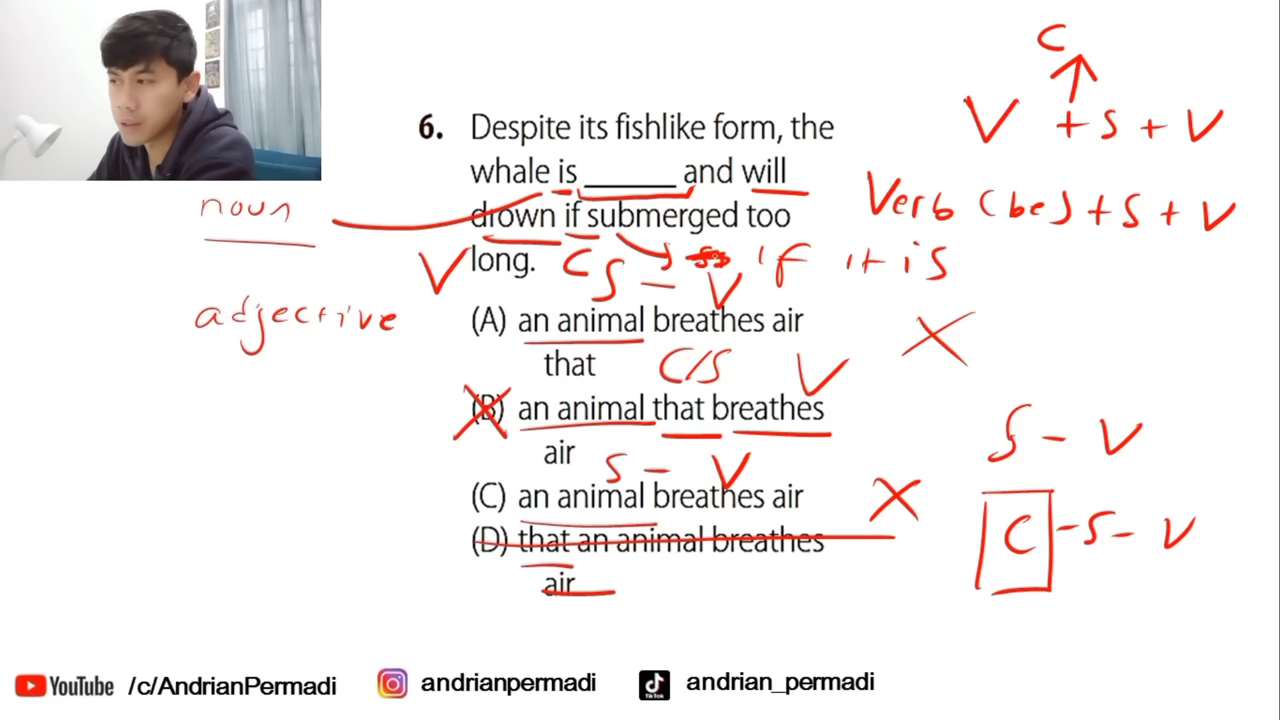 6. Despite its fishlike form, the
whale is ______ and will
drown if submerged too
long.
(A) an animal breathes air
that
(B) an animal that breathes
air
(C) an animal breathes air
(D) that an animal breathes
air
noun
adjective
C
V + S + V
Verb (be) + S + V
V
C
if it is
S - V
C/S V
S - V
S - V
C - S - V
YouTube /c/AndrianPermadi
andrianpermadi
TikTok andrian_permadi